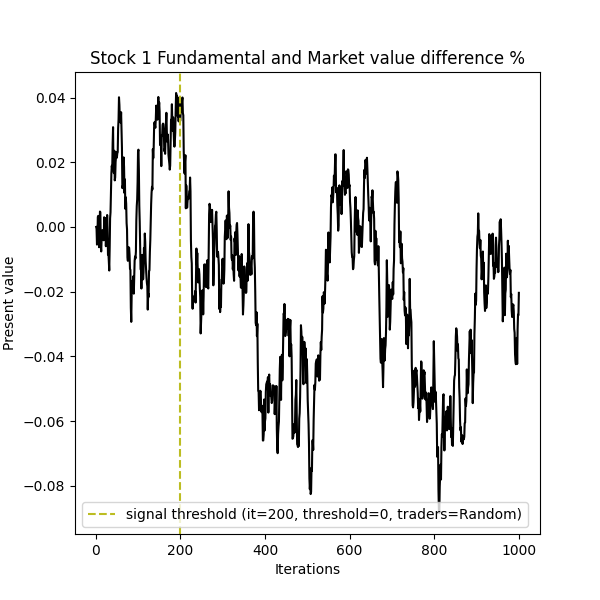 Stock 1 Fundamental and Market value difference %
Present value
0.04
0.02
0.00
−0.02
−0.04
−0.06
−0.08
signal threshold (it=200, threshold=0, traders=Random)
0 200 400 600 800 1000
Iterations